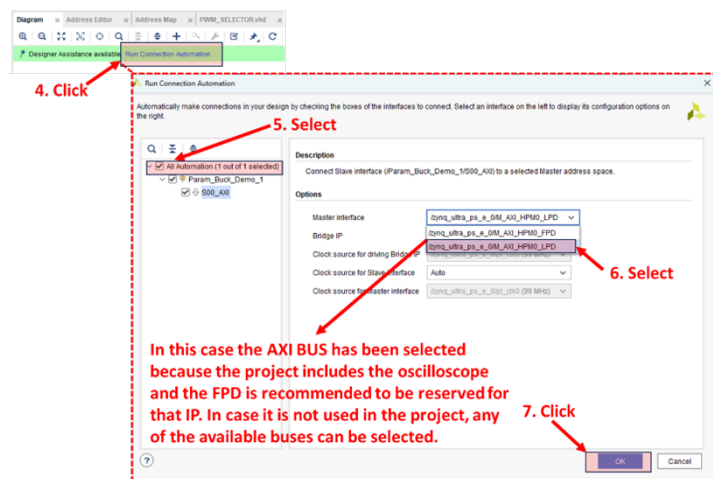 Diagram × Address Editor × Address Map × PWM_SELECTOR.vhd ×
Designer Assistance available. Run Connection Automation
4. Click
Run Connection Automation ×
Automatically make connections in your design by checking the boxes of the interfaces to connect. Select an interface on the left to display its configuration options on
the right.
5. Select
All Automation (1 out of 1 selected)
Param_Buck_Demo_1
S00_AXI
Description
Connect Slave interface (/Param_Buck_Demo_1/S00_AXI) to a selected Master address space.
Options
Master interface /zynq_ultra_ps_e_0/M_AXI_HPM0_LPD
Bridge IP /zynq_ultra_ps_e_0/M_AXI_HPM0_FPD
/zynq_ultra_ps_e_0/M_AXI_HPM0_LPD
Clock source for driving Bridge IP /zynq_ultra_ps_e_0/pl_clk0 (99 MHz)
Clock source for Slave interface Auto
Clock source for Master interface /zynq_ultra_ps_e_0/pl_clk0 (99 MHz)
6. Select
In this case the AXI BUS has been selected
because the project includes the oscilloscope
and the FPD is recommended to be reserved for
that IP. In case it is not used in the project, any
of the available buses can be selected.
7. Click
?
OK
Cancel